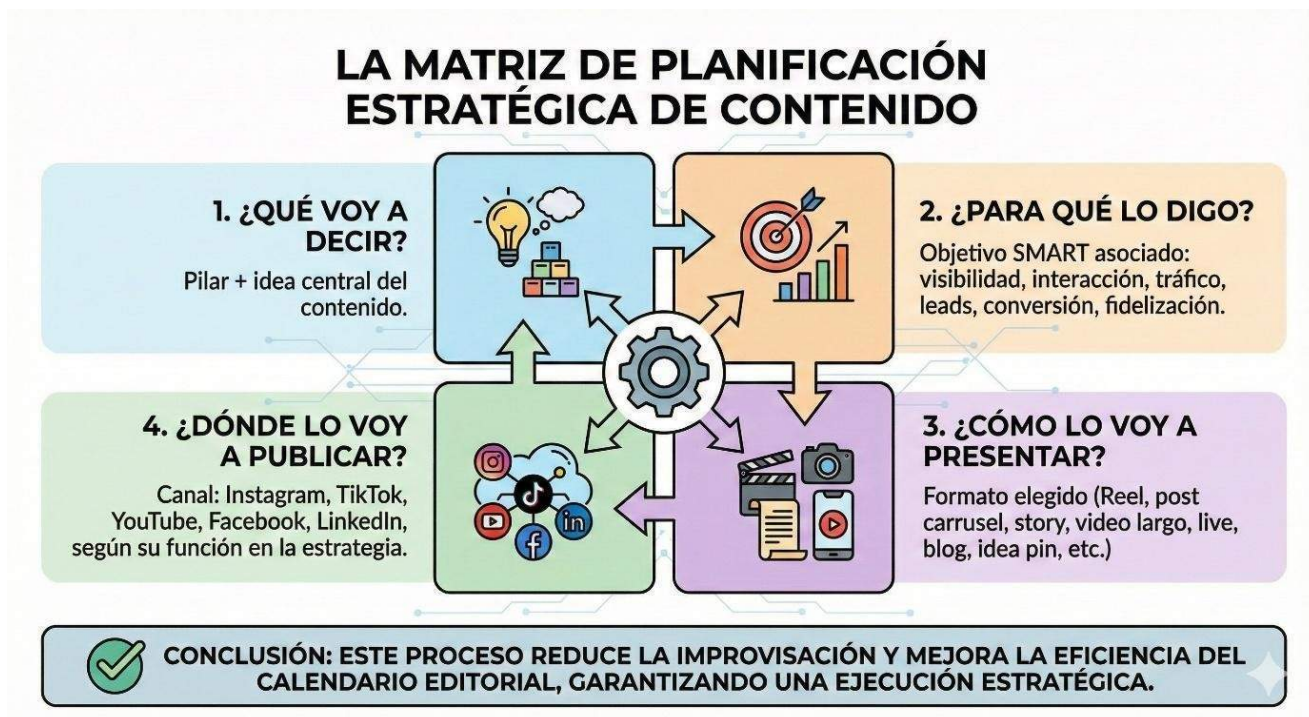 LA MATRIZ DE PLANIFICACIÓN
ESTRATÉGICA DE CONTENIDO
1. ¿QUÉ VOY A
DECIR?
Pilar + idea central del
contenido.
2. ¿PARA QUÉ LO DIGO?
Objetivo SMART asociado:
visibilidad, interacción, tráfico,
leads, conversión, fidelización.
3. ¿CÓMO LO VOY A
PRESENTAR?
Formato elegido (Reel, post
carrusel, story, video largo, live,
blog, idea pin, etc.)
4. ¿DÓNDE LO VOY
A PUBLICAR?
Canal: Instagram, TikTok,
YouTube, Facebook, LinkedIn,
según su función en la estrategia.
in
f
CONCLUSIÓN: ESTE PROCESO REDUCE LA IMPROVISACIÓN Y MEJORA LA EFICIENCIA DEL
CALENDARIO EDITORIAL, GARANTIZANDO UNA EJECUCIÓN ESTRATÉGICA.